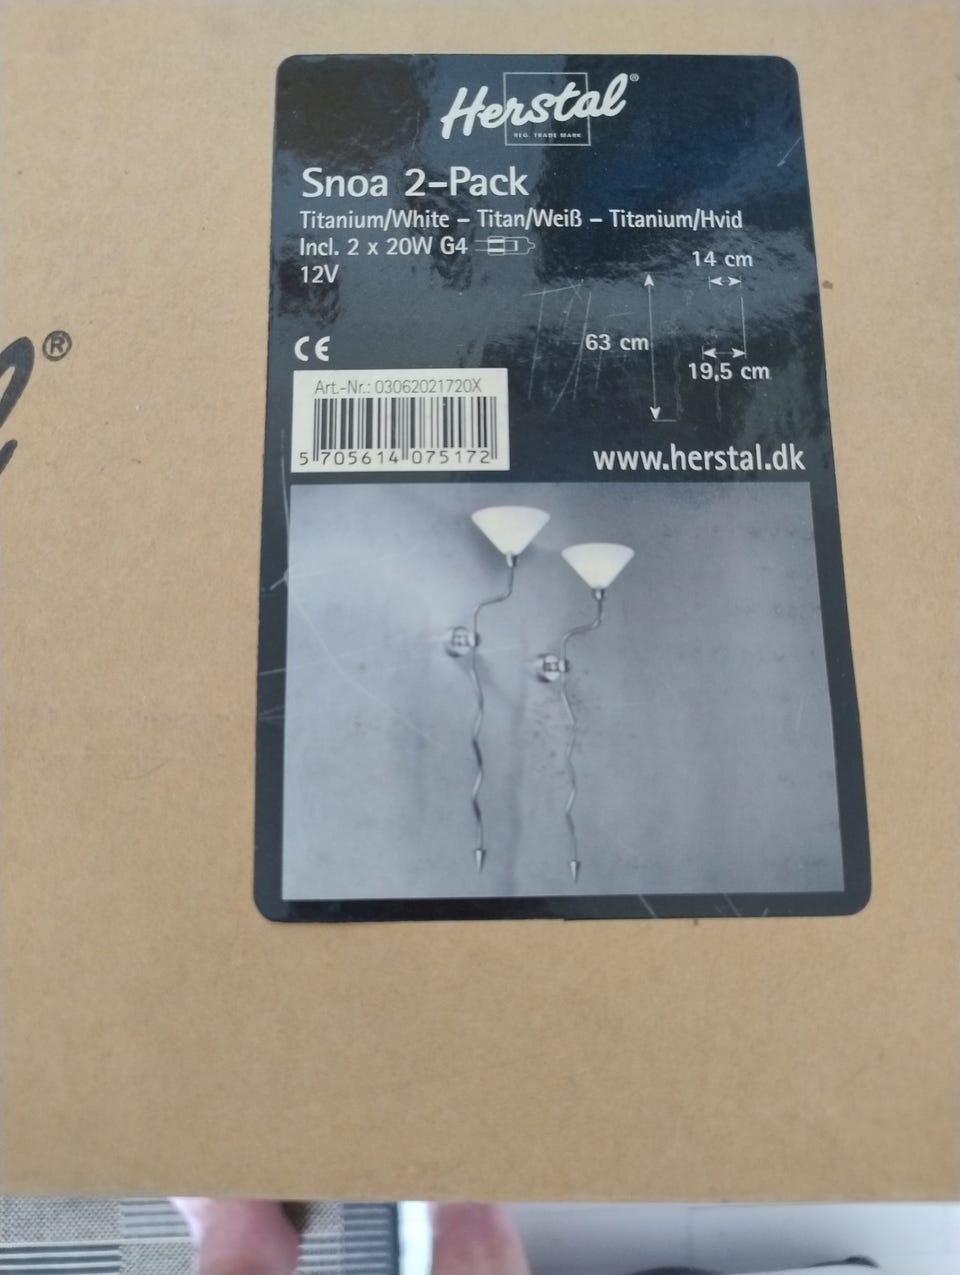 Herstal®
REG. TRADE MARK
Snoa 2-Pack
Titanium/White – Titan/Weiß – Titanium/Hvid
Incl. 2 x 20W G4
12V
14 cm
63 cm
19,5 cm
CE
Art.-Nr.: 03062021720X
5 705614 075172
www.herstal.dk
®